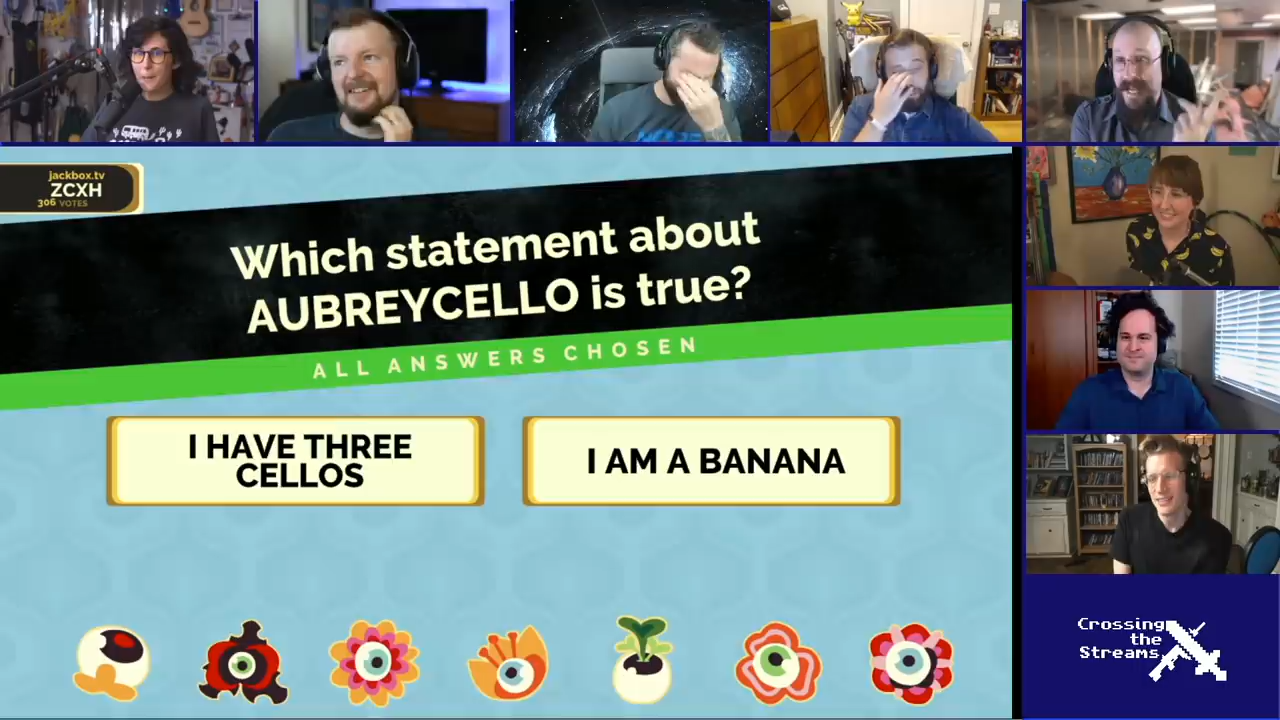 jackbox.tv
ZCXH
306 VOTES
Which statement about
AUBREYCELLO is true?
ALL ANSWERS CHOSEN
I HAVE THREE
CELLOS
I AM A BANANA
Crossing
the
Streams